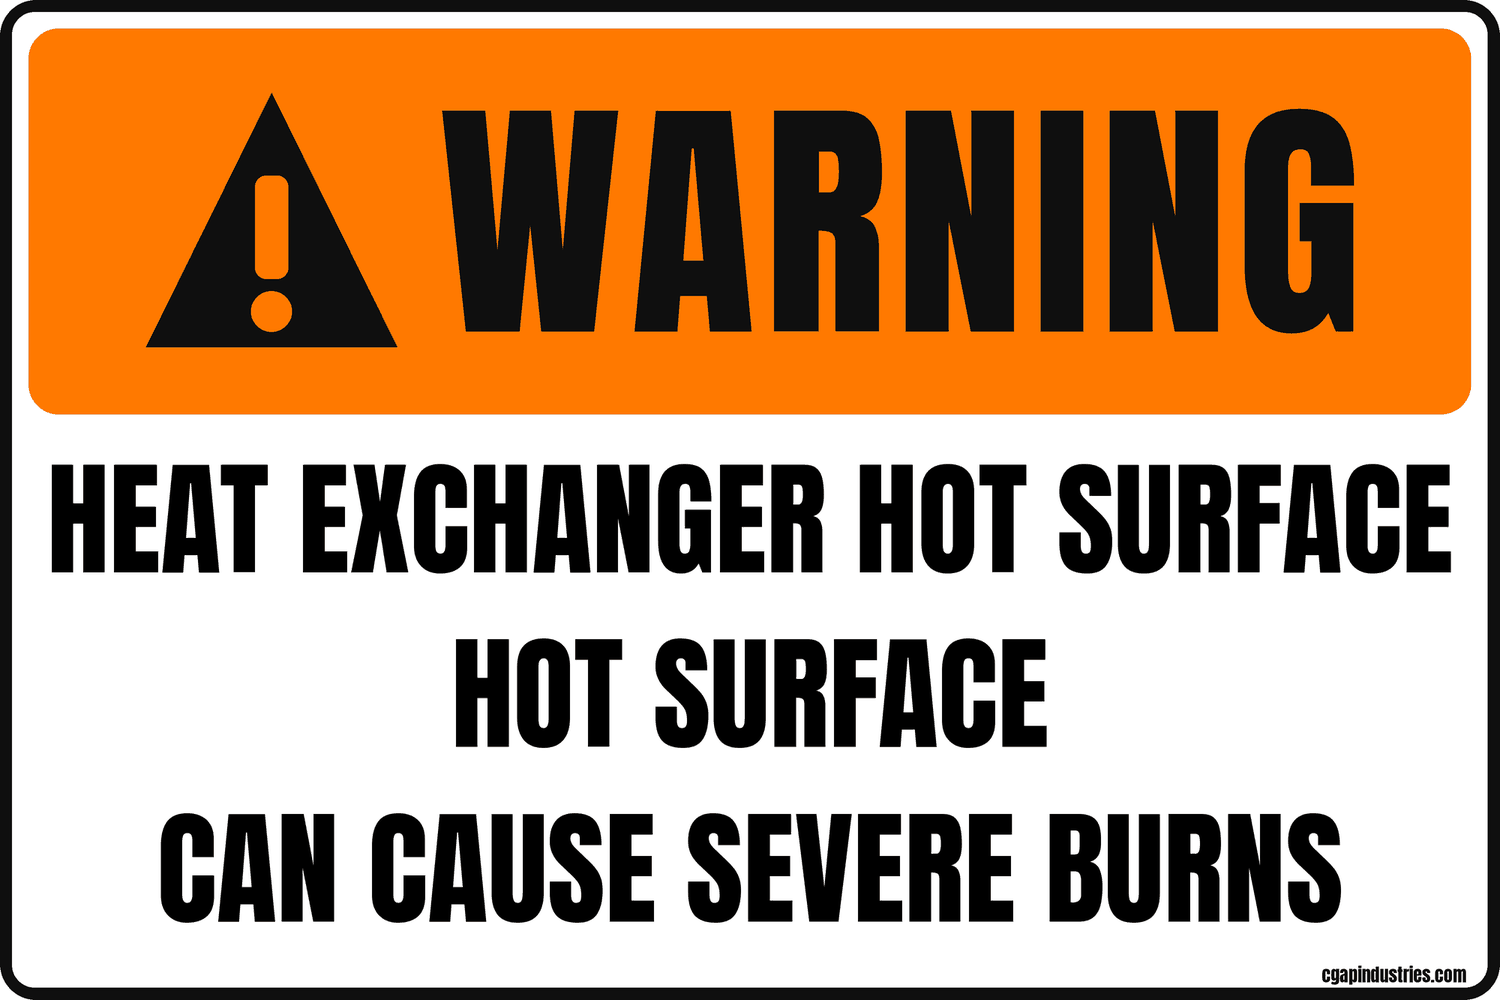 WARNING
HEAT EXCHANGER HOT SURFACE
HOT SURFACE
CAN CAUSE SEVERE BURNS
cgapindustries.com